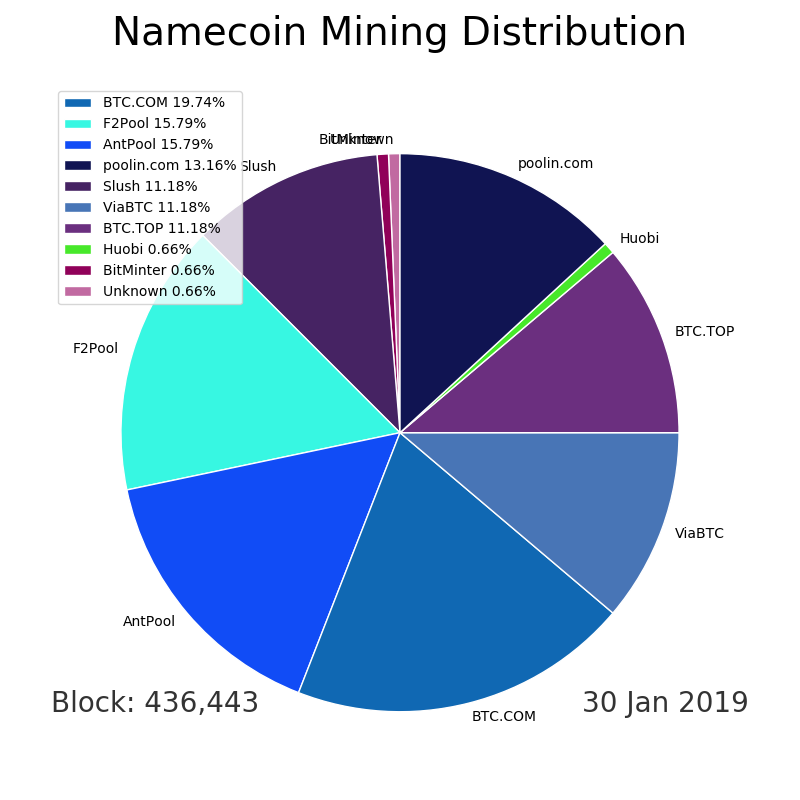 Namecoin Mining Distribution
BTC.COM 19.74%
F2Pool 15.79%
AntPool 15.79%
poolin.com 13.16%
Slush 11.18%
ViaBTC 11.18%
BTC.TOP 11.18%
Huobi 0.66%
BitMinter 0.66%
Unknown 0.66%
BitMinter
Unknown
poolin.com
Slush
Huobi
BTC.TOP
F2Pool
ViaBTC
AntPool
BTC.COM
Block: 436,443
30 Jan 2019